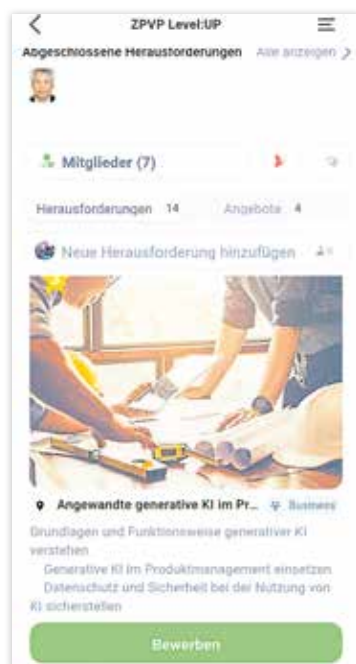 ZPVP Level:UP
Abgeschlossene Herausforderungen Alle anzeigen
Mitglieder (7)
Herausforderungen 14 Angebote 4
Neue Herausforderung hinzufügen
Angewandte generative KI im Pr... Business
Grundlagen und Funktionsweise generativer KI
verstehen
Generative KI im Produktmanagement einsetzen
Datenschutz und Sicherheit bei der Nutzung von
KI sicherstellen
Bewerben